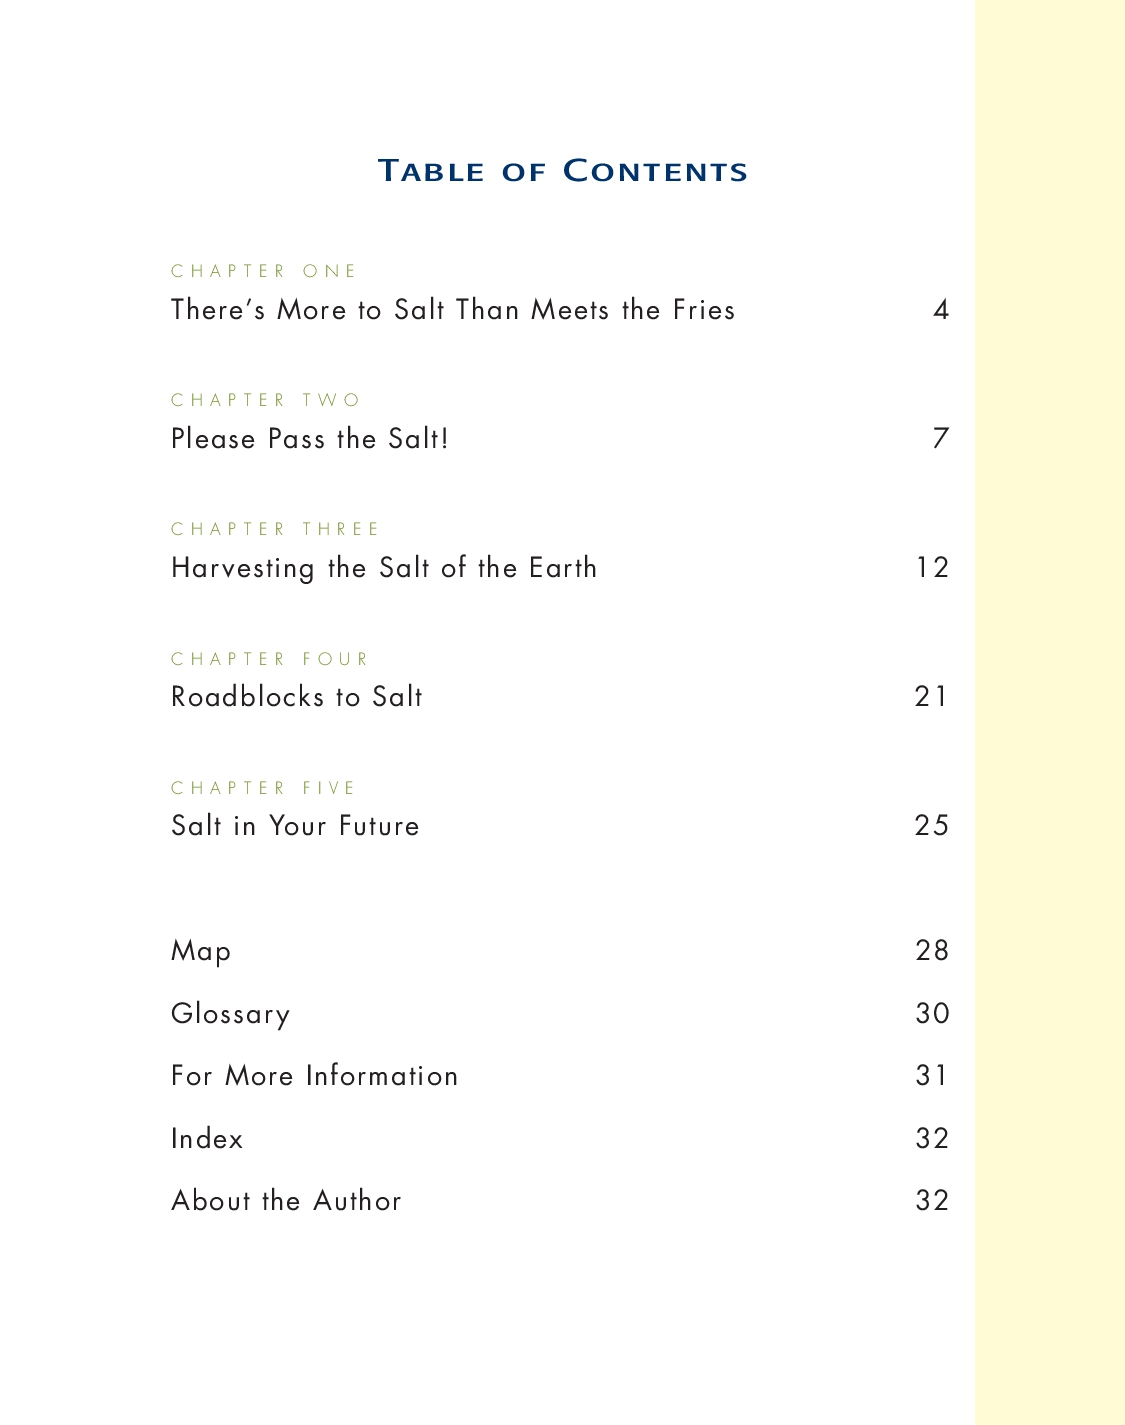 Table of Contents
CHAPTER ONE
There’s More to Salt Than Meets the Fries 4
CHAPTER TWO
Please Pass the Salt! 7
CHAPTER THREE
Harvesting the Salt of the Earth 12
CHAPTER FOUR
Roadblocks to Salt 21
CHAPTER FIVE
Salt in Your Future 25
Map 28
Glossary 30
For More Information 31
Index 32
About the Author 32